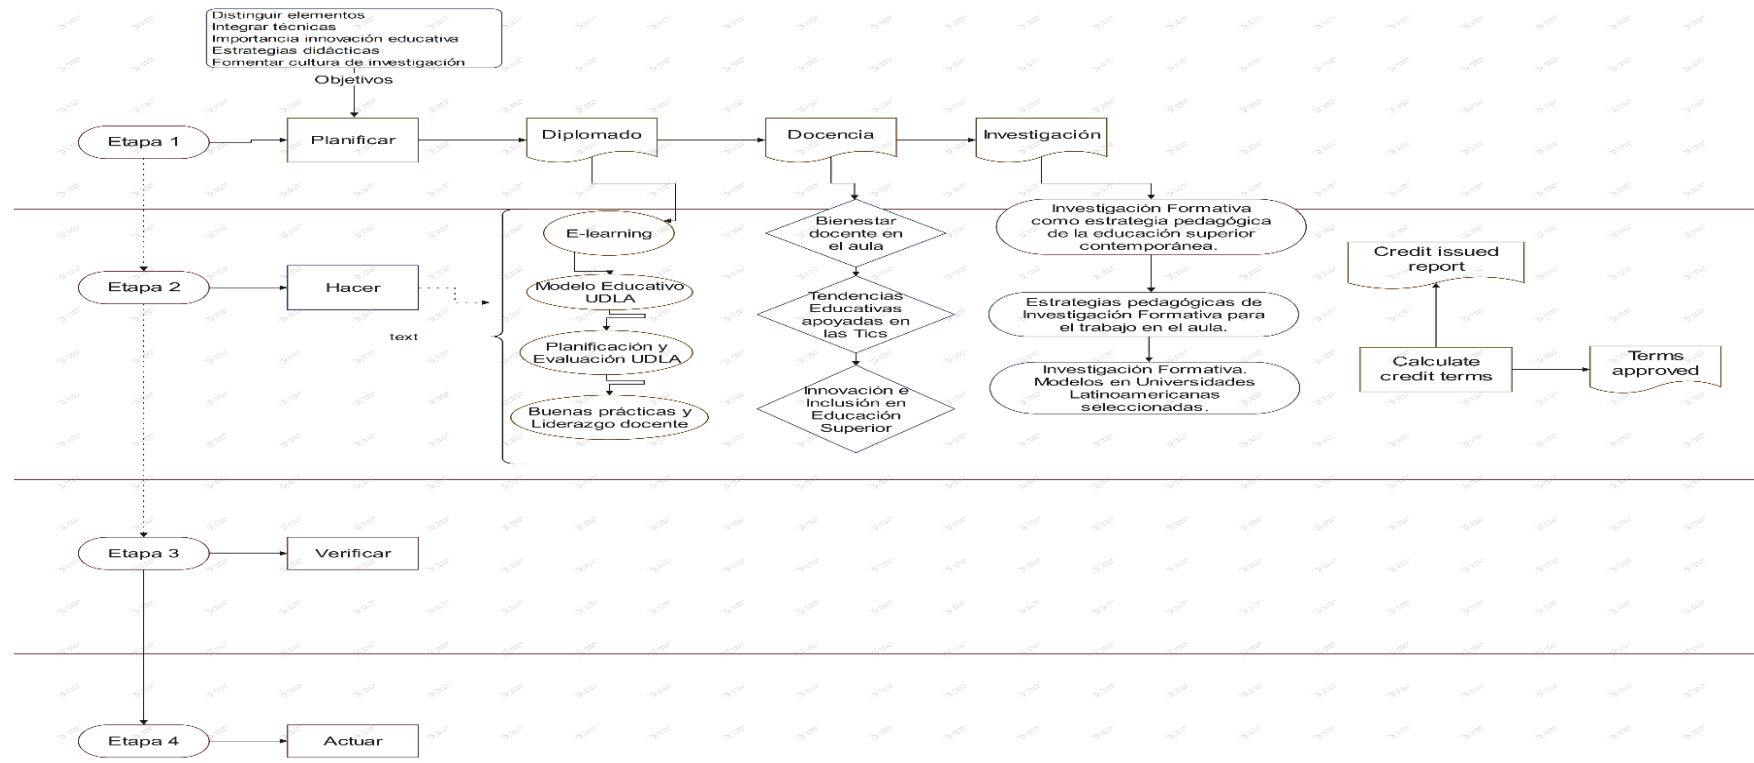 Distinguir elementos
Integrar técnicas
Importancia innovación educativa
Estrategias didácticas
Fomentar cultura de investigación
Objetivos
Etapa 1
Planificar
Diplomado
Docencia
Investigación
E-learning
Modelo Educativo
UDLA
Planificación y
Evaluación UDLA
Buenas prácticas y
Liderazgo docente
Bienestar
docente en
el aula
Tendencias
Educativas
apoyadas en
las Tics
Innovación e
Inclusión en
Educación
Superior
Investigación Formativa
como estrategia pedagógica
de la educación superior
contemporánea.
Estrategias pedagógicas de
Investigación Formativa para
el trabajo en el aula.
Investigación Formativa.
Modelos en Universidades
Latinoamericanas
seleccionadas.
Credit issued
report
Calculate
credit terms
Terms
approved
Etapa 2
Hacer
text
Etapa 3
Verificar
Etapa 4
Actuar